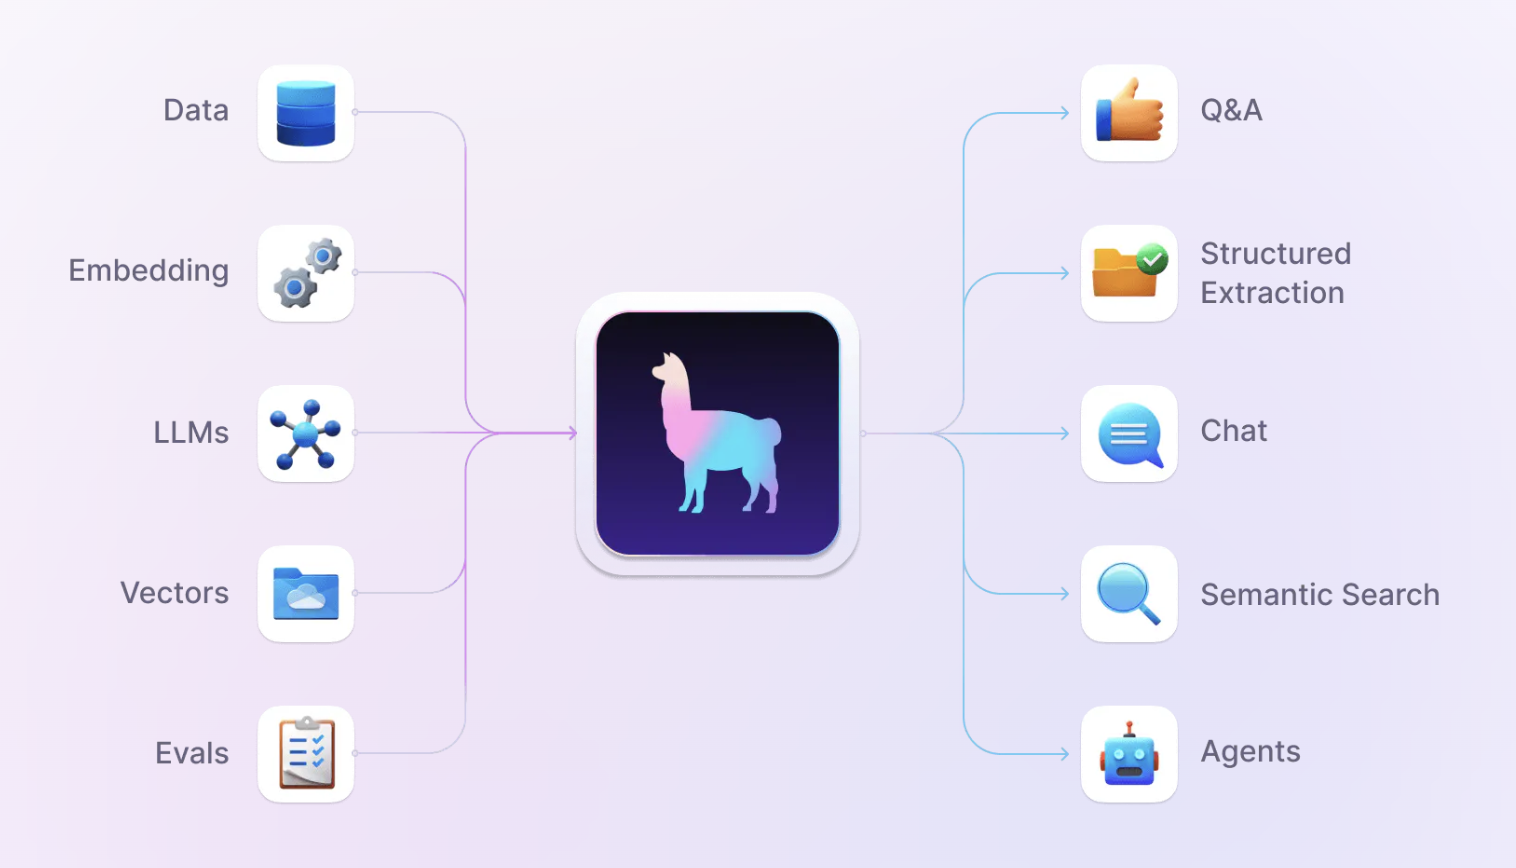 Data
Embedding
LLMs
Vectors
Evals
Q&A
Structured
Extraction
Chat
Semantic Search
Agents